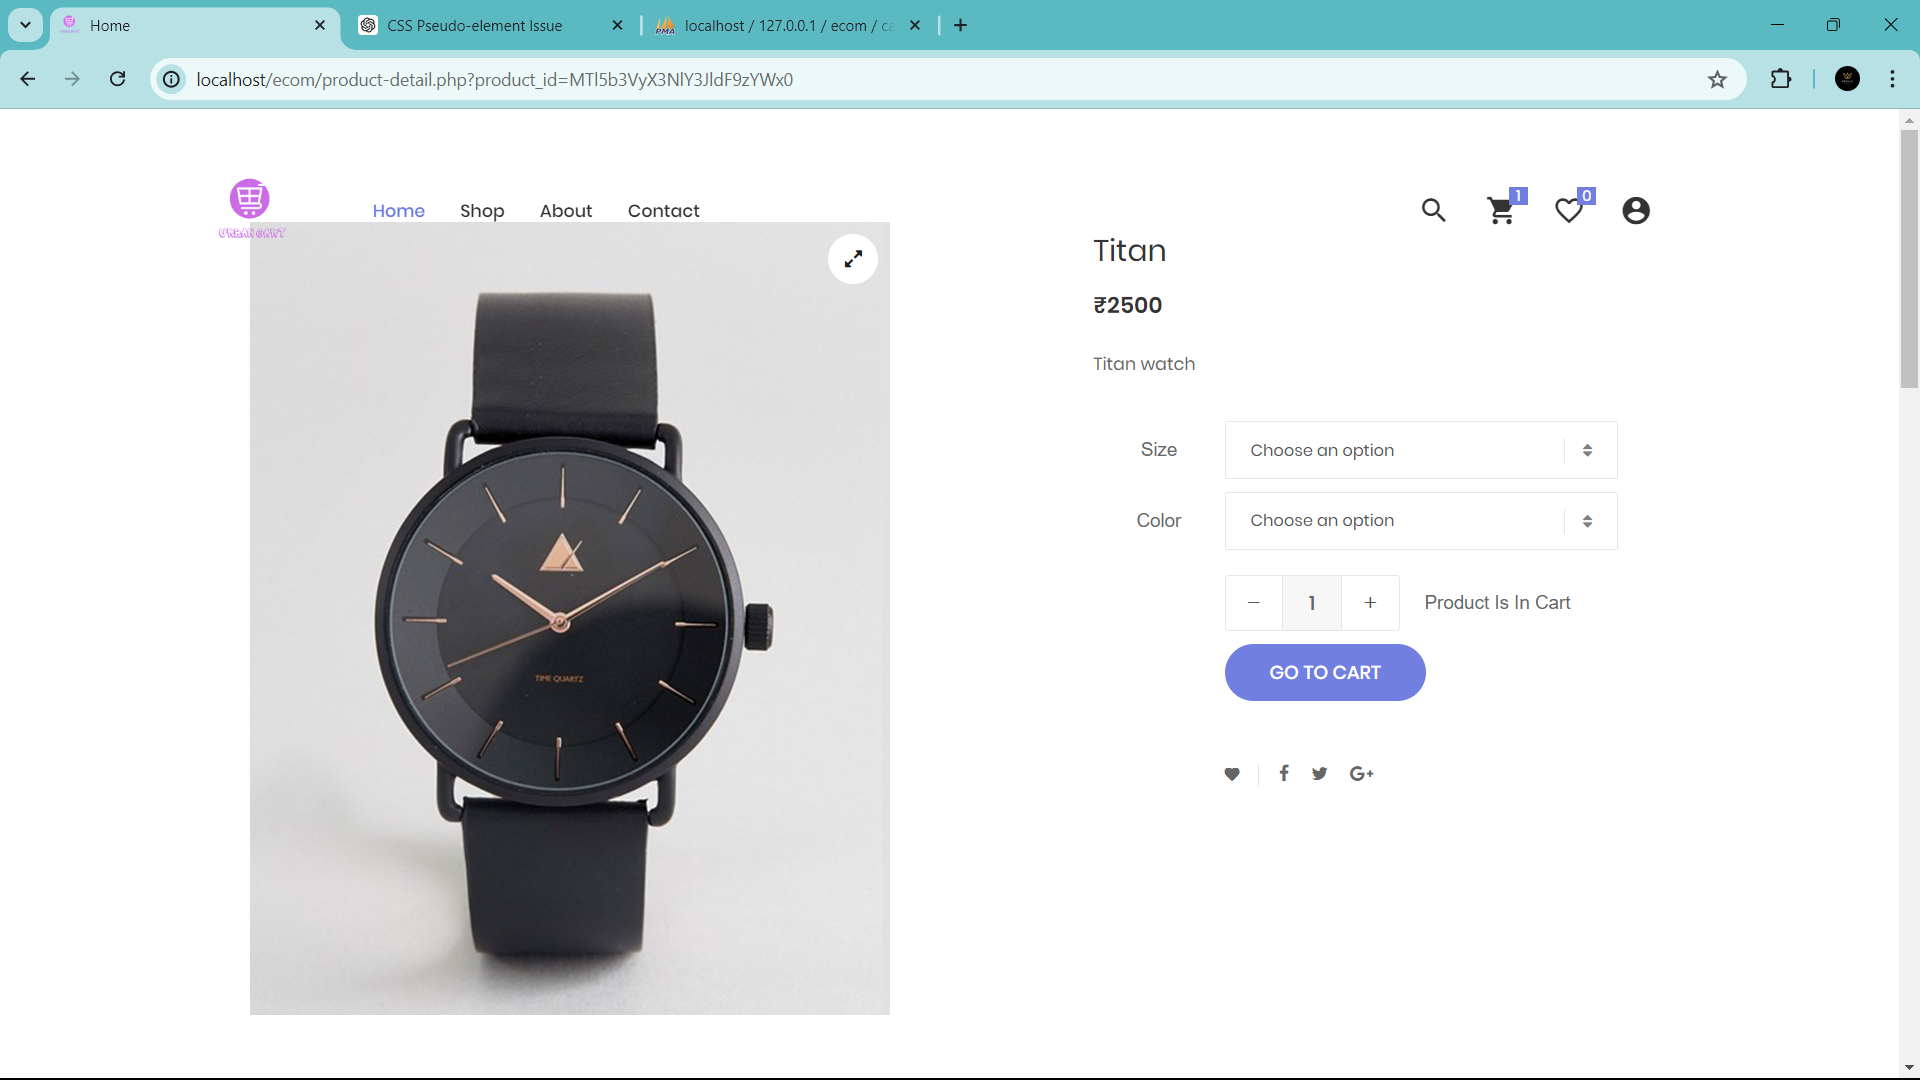 Home
CSS Pseudo-element Issue
localhost / 127.0.0.1 / ecom / ca
localhost/ecom/product-detail.php?product_id=MTl5b3VyX3NlY3JldF9zYWx0
URBAN CART
Home Shop About Contact
1
0
Titan
₹2500
Titan watch
Size Choose an option
Color Choose an option
− 1 + Product Is In Cart
GO TO CART
TIME QUARTZ
G+